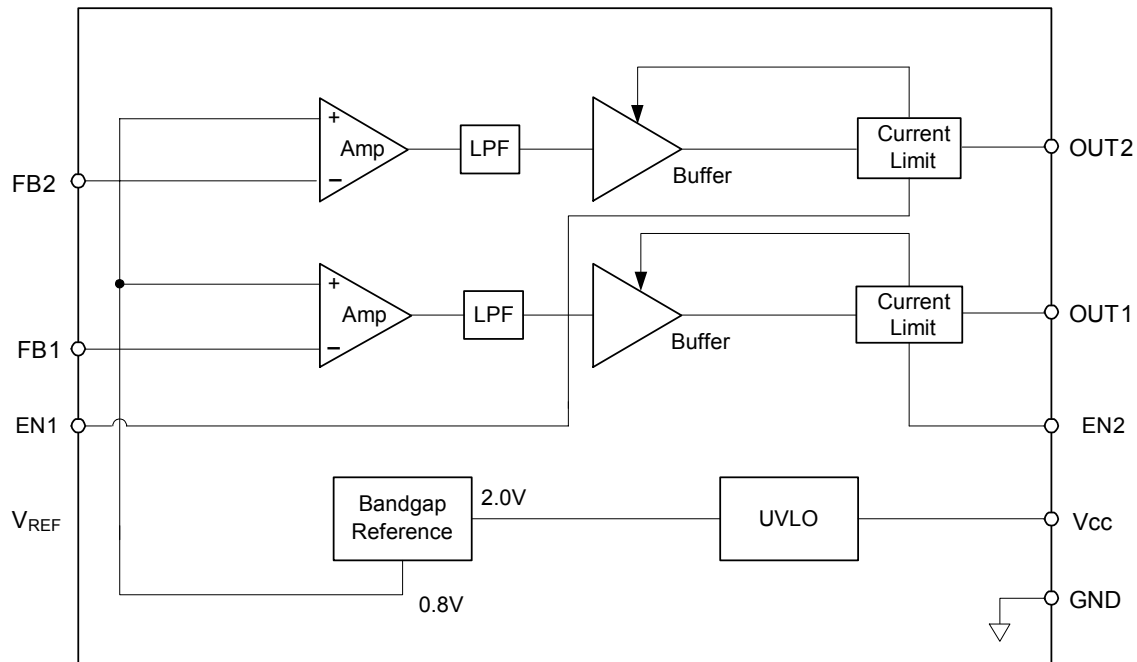 +
Amp
−
LPF
Buffer
Current
Limit
OUT2
FB2
+
Amp
−
LPF
Buffer
Current
Limit
OUT1
FB1
EN1
EN2
VREF
Bandgap
Reference
2.0V
UVLO
Vcc
0.8V
GND